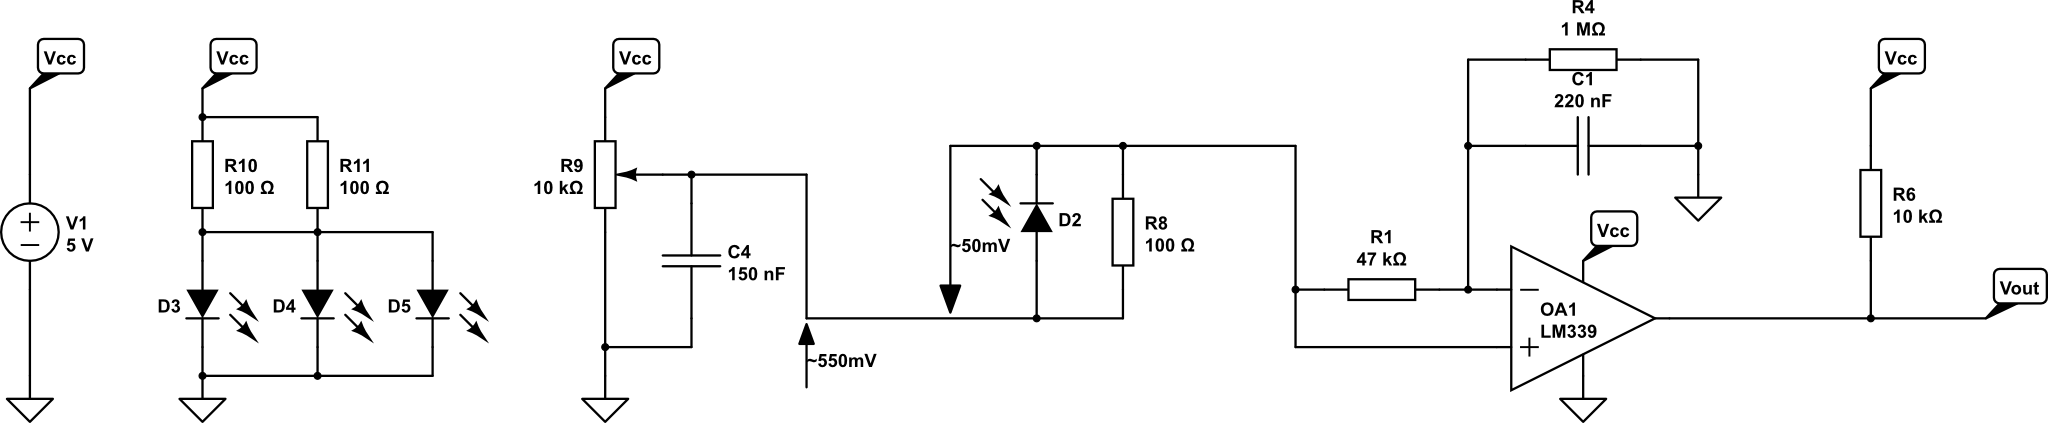 Vcc
V1
5 V
Vcc
R10
100 Ω
R11
100 Ω
D3
D4
D5
Vcc
R9
10 kΩ
C4
150 nF
~550mV
~50mV
D2
R8
100 Ω
R1
47 kΩ
R4
1 MΩ
C1
220 nF
Vcc
OA1
LM339
Vcc
R6
10 kΩ
Vout